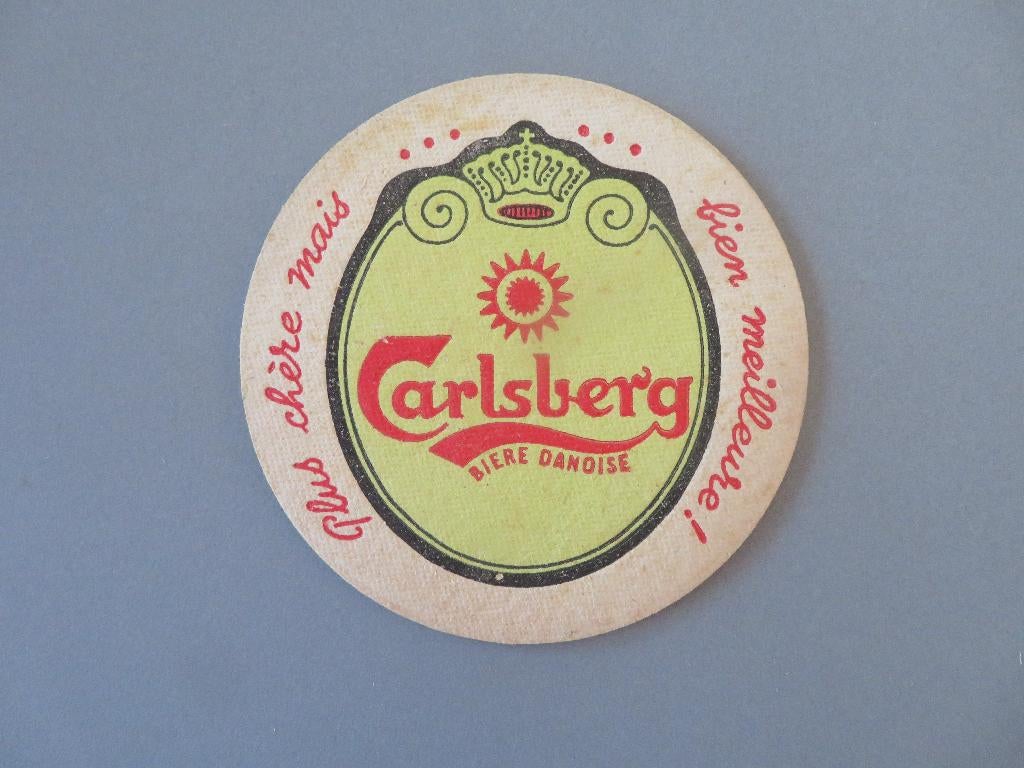 Plus chère mais
Carlsberg
BIERE DANOISE
bien meilleure!